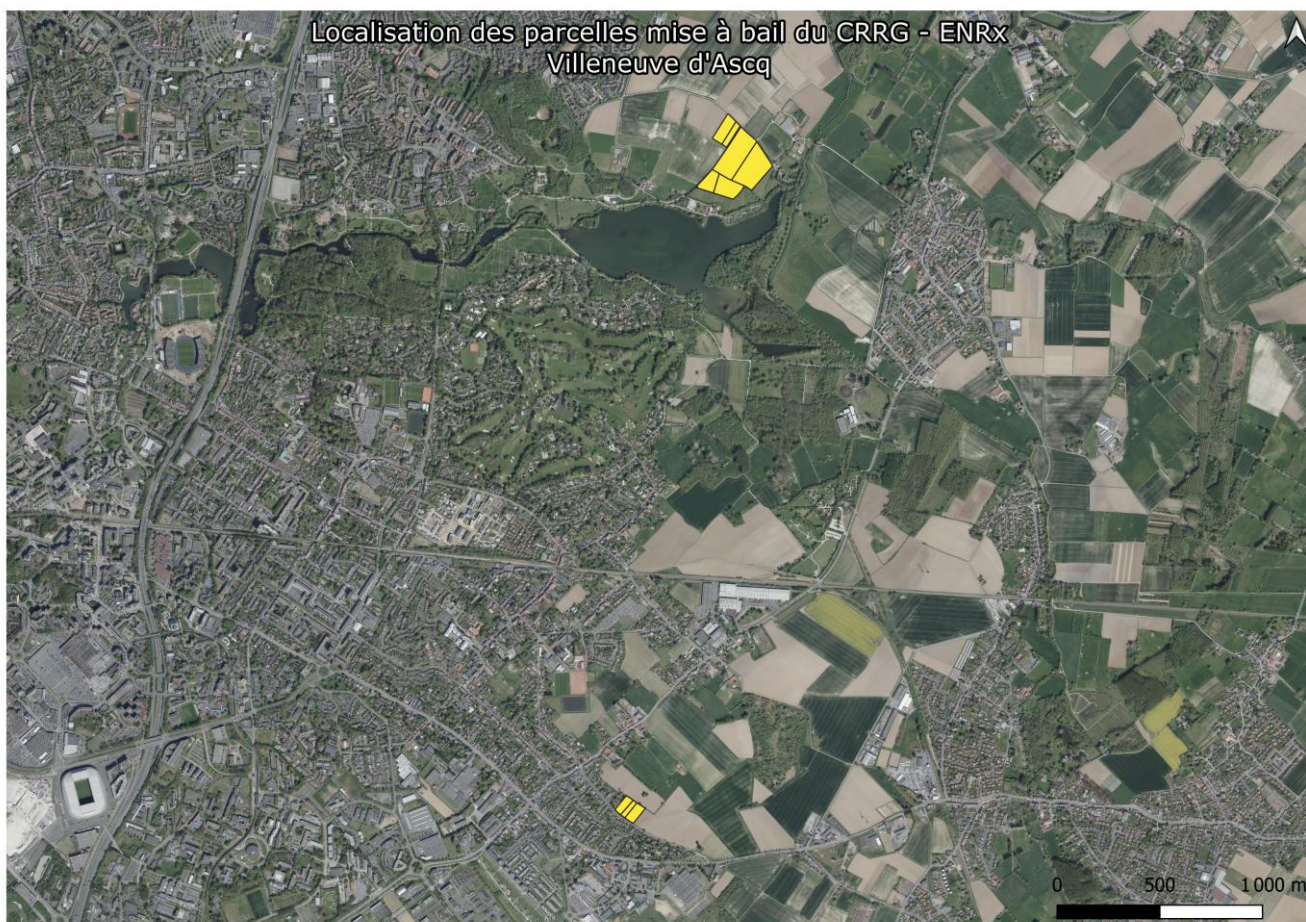 Localisation des parcelles mise à bail du CRRG - ENRx
Villeneuve d'Ascq
0 500 1 000 m